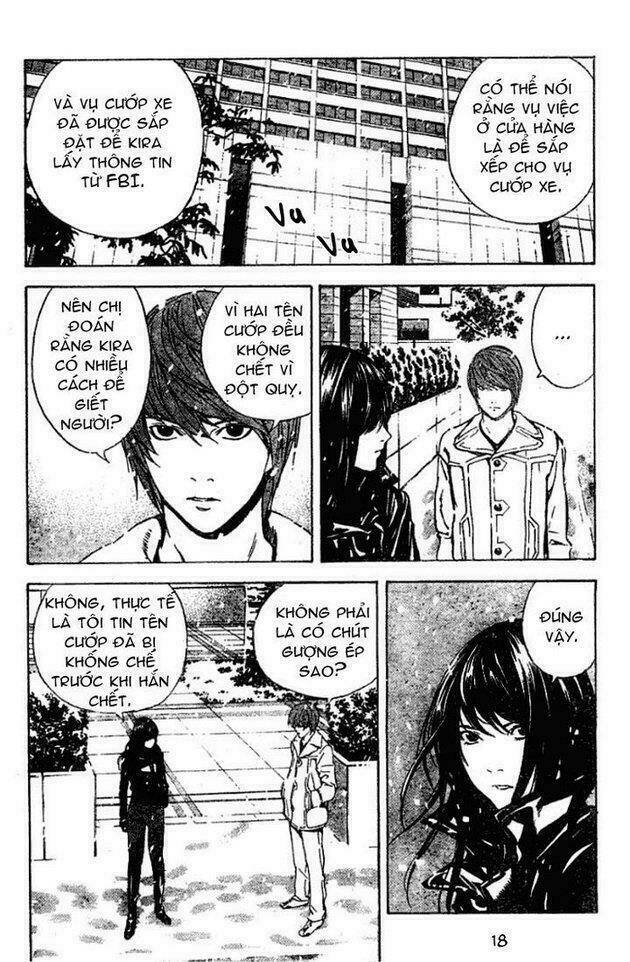 CÓ THỂ NÓI
RẰNG VỤ VIỆC
Ở CỬA HÀNG
LÀ ĐỂ SẮP
XẾP CHO VỤ
CƯỚP XE.
VÀ VỤ CƯỚP XE
ĐÃ ĐƯỢC SẮP
ĐẶT ĐỂ KIRA
LẤY THÔNG TIN
TỪ FBI.
VU
VU
...
VÌ HAI TÊN
CƯỚP ĐỀU
KHÔNG
CHẾT VÌ
ĐỘT QUỴ.
NÊN CHỊ
ĐOÁN
RẰNG KIRA
CÓ NHIỀU
CÁCH ĐỂ
GIẾT
NGƯỜI?
ĐÚNG
VẬY.
KHÔNG PHẢI
LÀ CÓ CHÚT
GƯỢNG ÉP
SAO?
KHÔNG, THỰC TẾ
LÀ TÔI TIN TÊN
CƯỚP ĐÃ BỊ
KHỐNG CHẾ
TRƯỚC KHI HẮN
CHẾT.
18